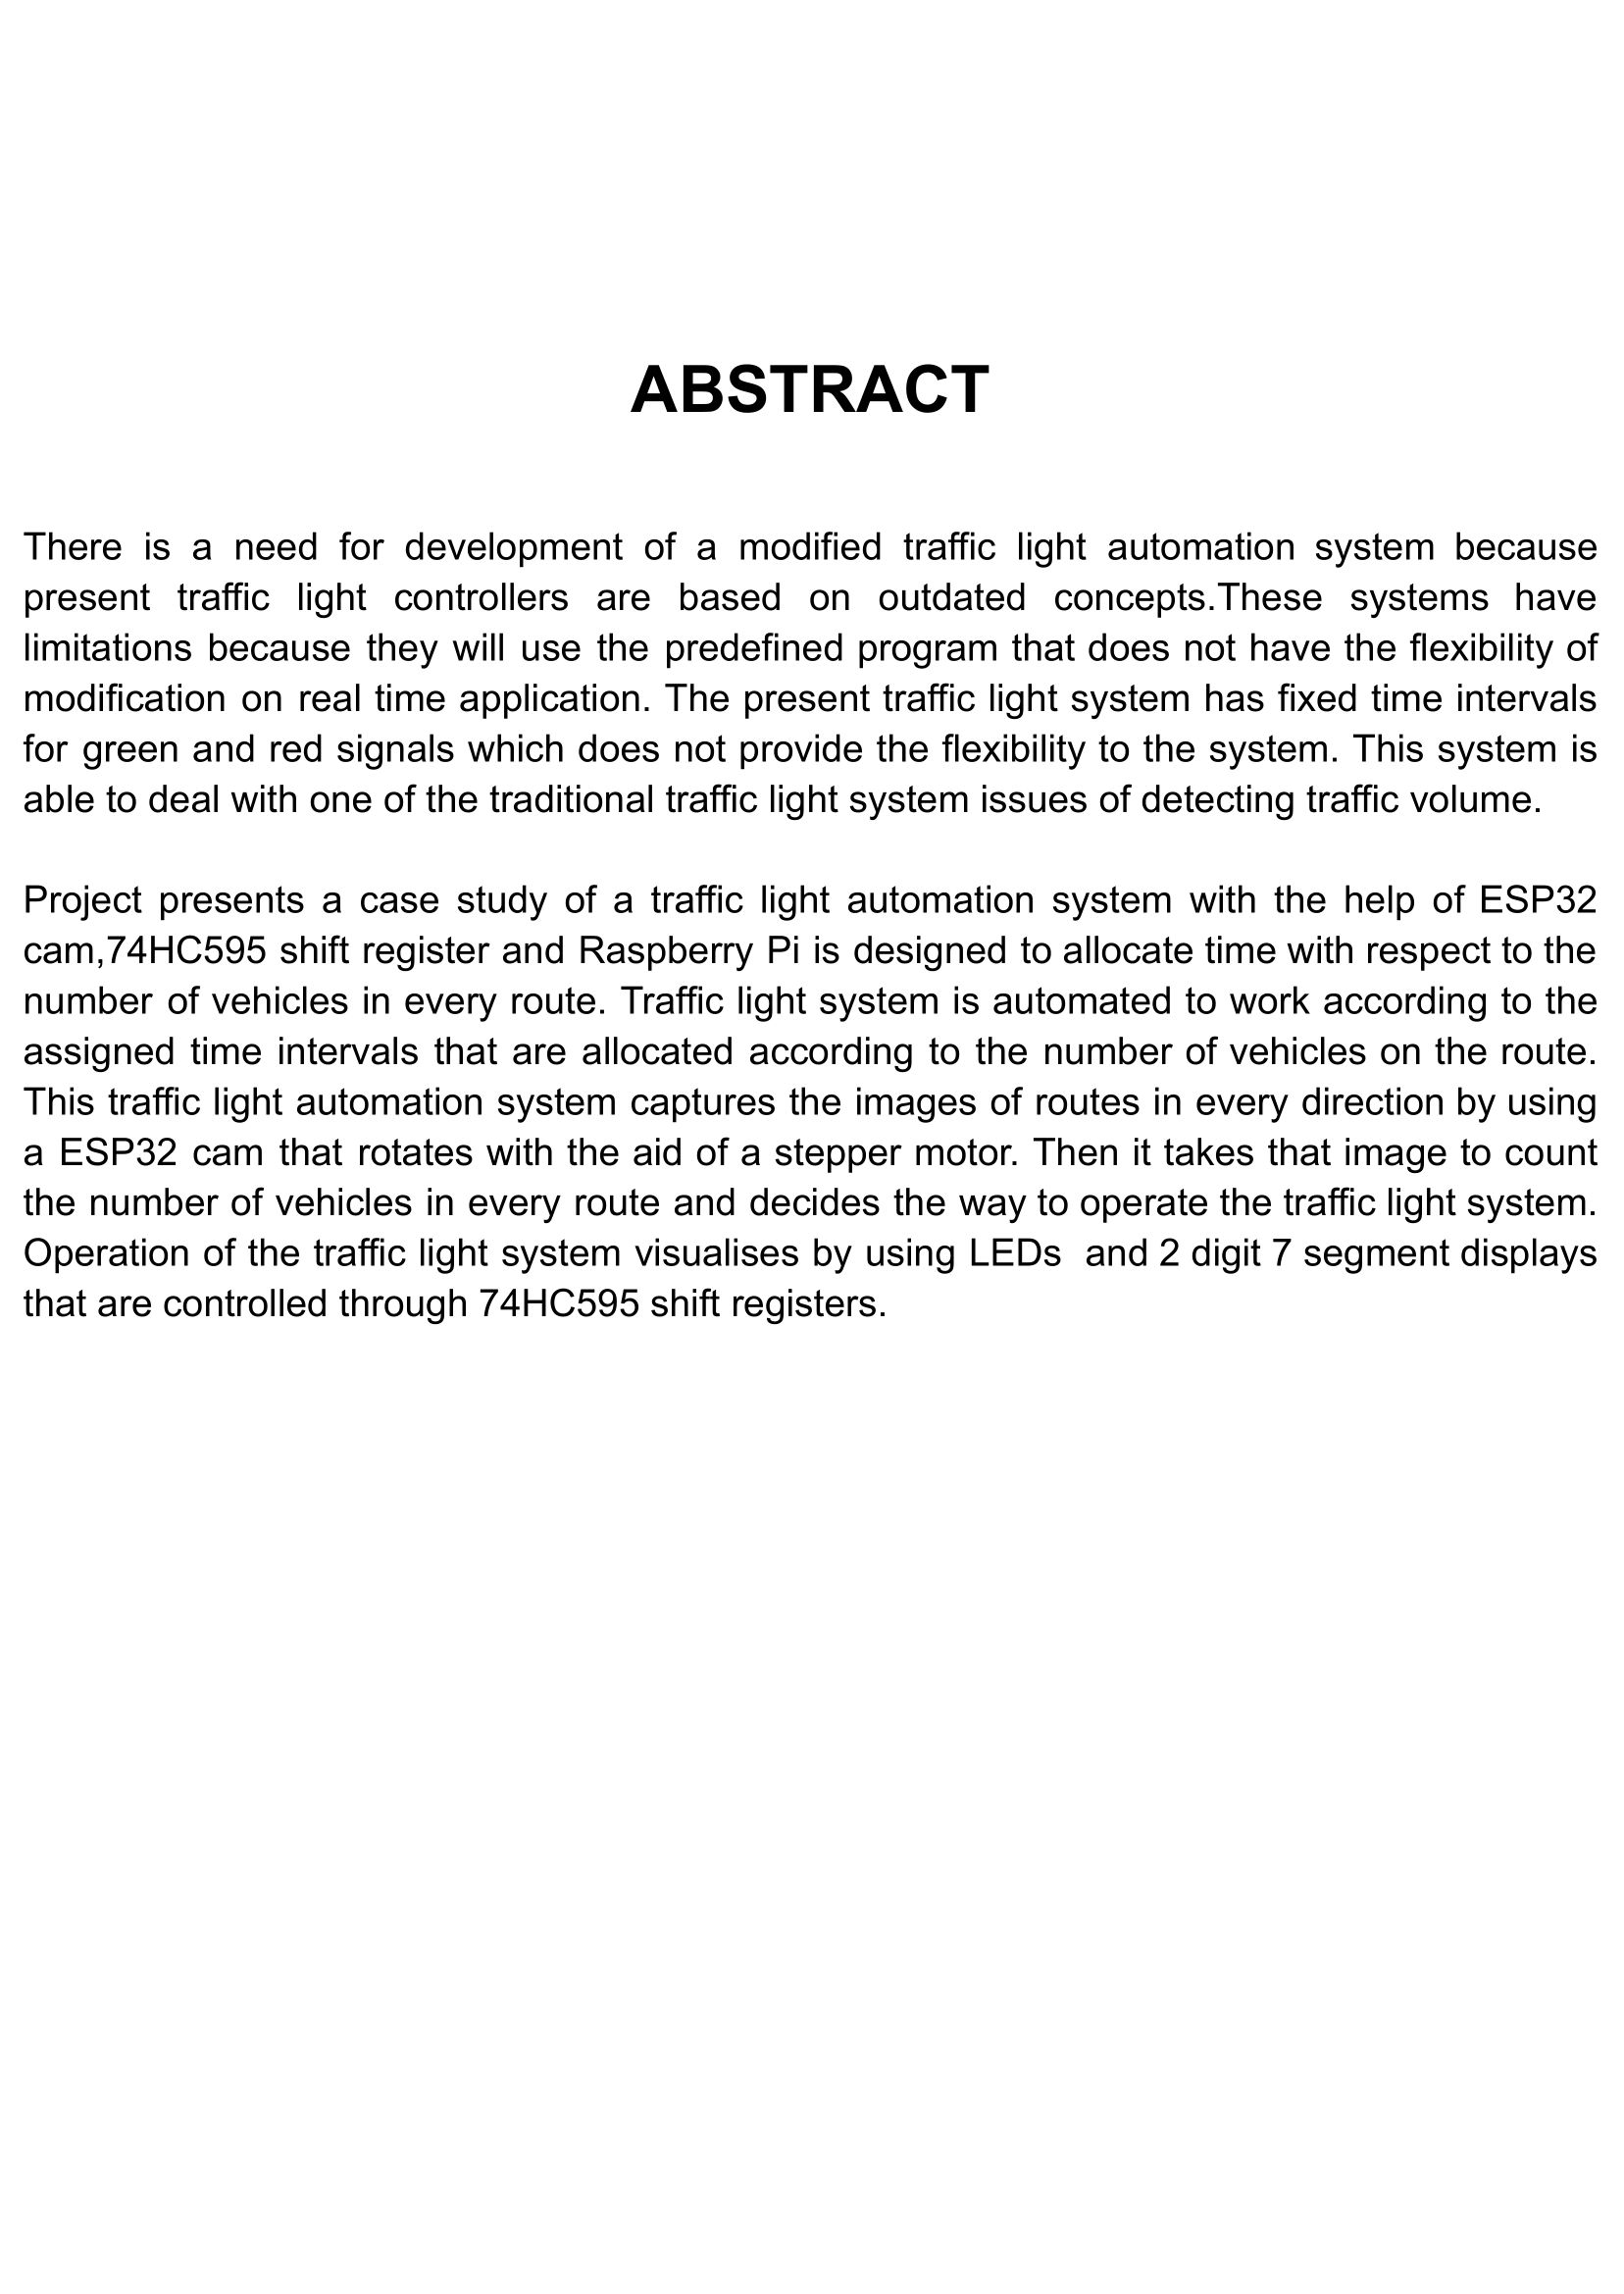 ABSTRACT
There is a need for development of a modified traffic light automation system because
present traffic light controllers are based on outdated concepts.These systems have
limitations because they will use the predefined program that does not have the flexibility of
modification on real time application. The present traffic light system has fixed time intervals
for green and red signals which does not provide the flexibility to the system. This system is
able to deal with one of the traditional traffic light system issues of detecting traffic volume.
Project presents a case study of a traffic light automation system with the help of ESP32
cam,74HC595 shift register and Raspberry Pi is designed to allocate time with respect to the
number of vehicles in every route. Traffic light system is automated to work according to the
assigned time intervals that are allocated according to the number of vehicles on the route.
This traffic light automation system captures the images of routes in every direction by using
a ESP32 cam that rotates with the aid of a stepper motor. Then it takes that image to count
the number of vehicles in every route and decides the way to operate the traffic light system.
Operation of the traffic light system visualises by using LEDs  and 2 digit 7 segment displays
that are controlled through 74HC595 shift registers.